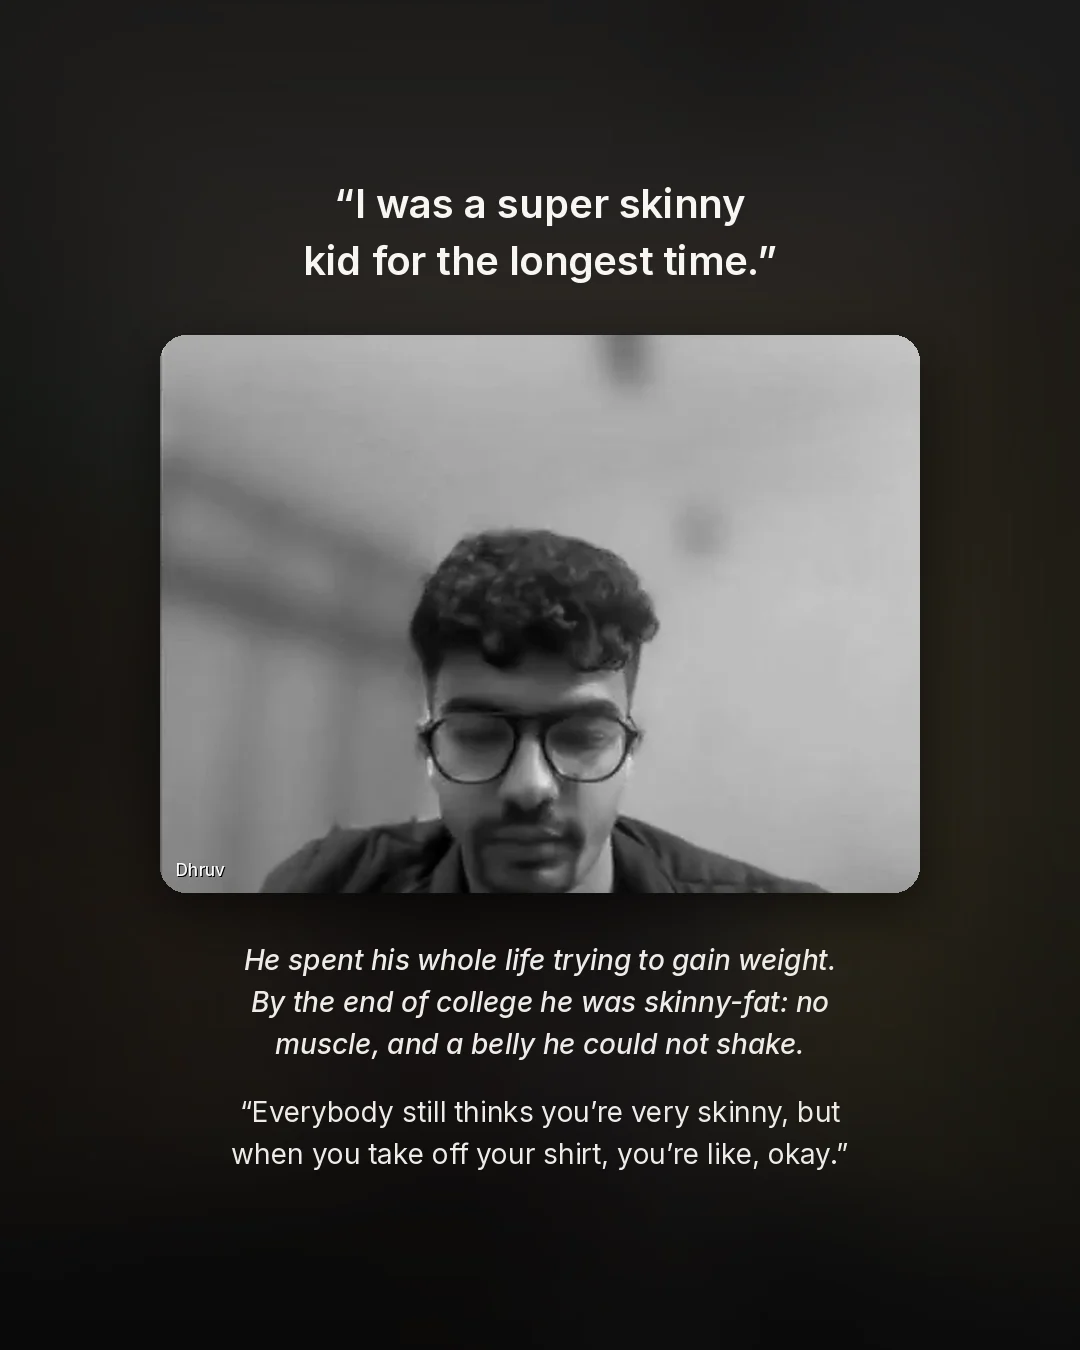 “I was a super skinny
kid for the longest time.”
Dhruv
He spent his whole life trying to gain weight.
By the end of college he was skinny-fat: no
muscle, and a belly he could not shake.
“Everybody still thinks you’re very skinny, but
when you take off your shirt, you’re like, okay.”